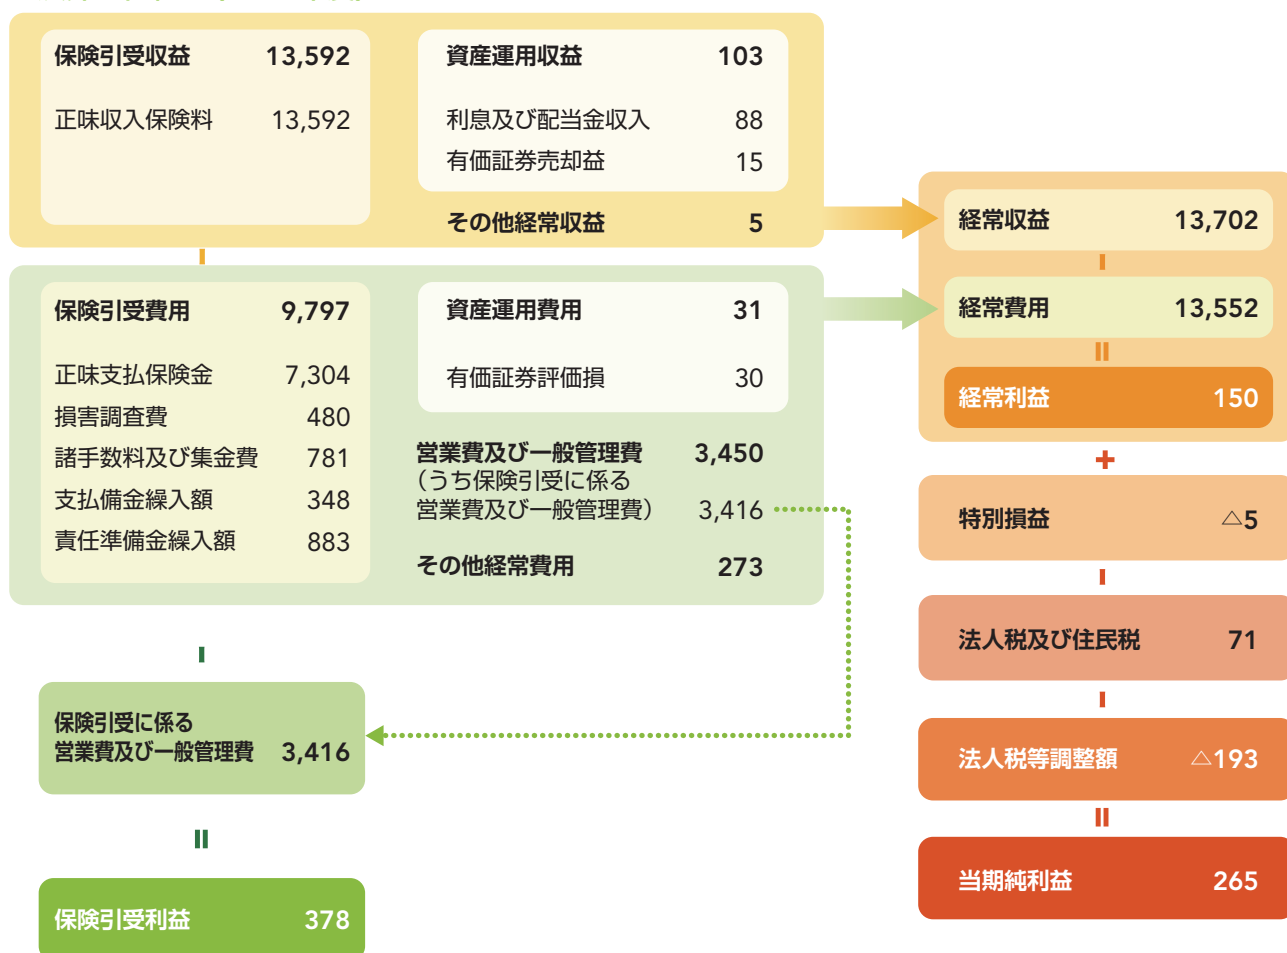 保険引受収益 13,592
正味収入保険料 13,592
資産運用収益 103
利息及び配当金収入 88
有価証券売却益 15
その他経常収益 5
保険引受費用 9,797
正味支払保険金 7,304
損害調査費 480
諸手数料及び集金費 781
支払備金繰入額 348
責任準備金繰入額 883
資産運用費用 31
有価証券評価損 30
営業費及び一般管理費 3,450
（うち保険引受に係る
営業費及び一般管理費） 3,416
その他経常費用 273
保険引受に係る
営業費及び一般管理費 3,416
保険引受利益 378
経常収益 13,702
経常費用 13,552
経常利益 150
特別損益 △5
法人税及び住民税 71
法人税等調整額 △193
当期純利益 265